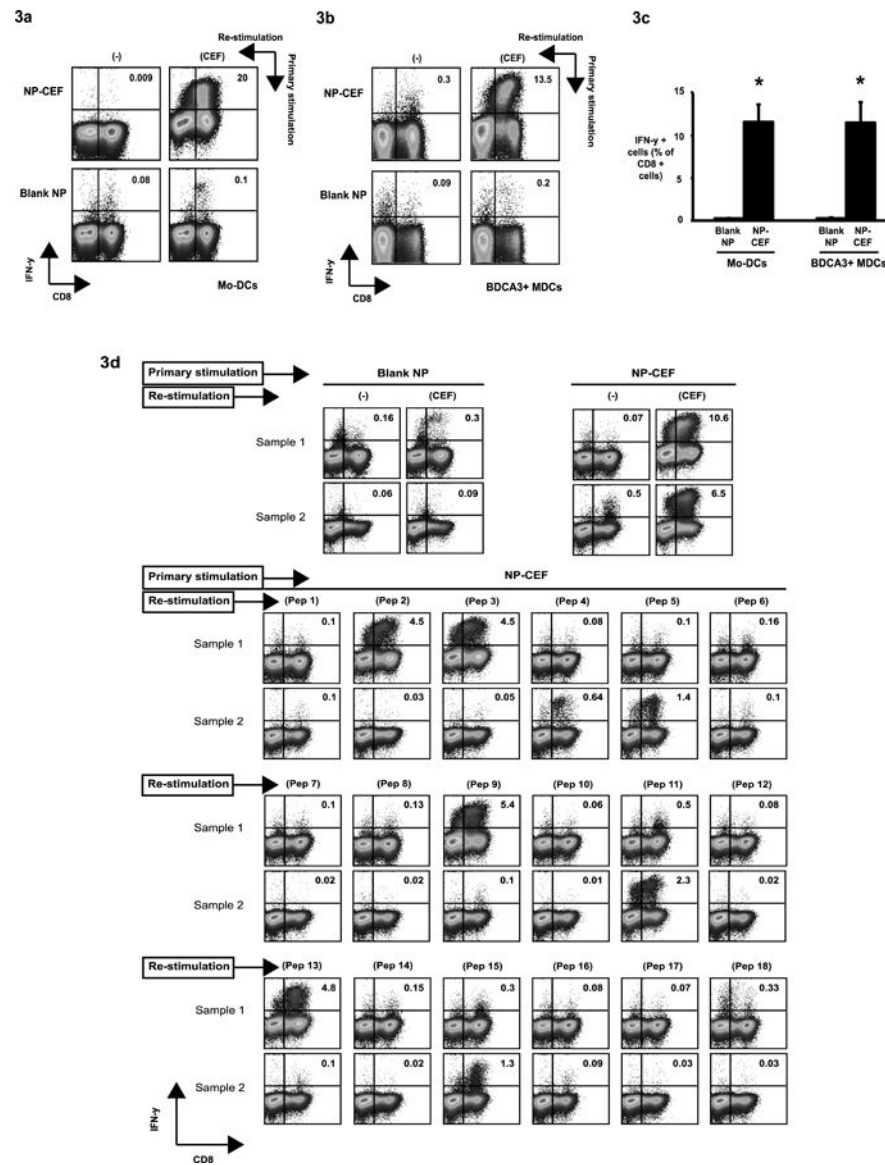 3a
Re-stimulation
(-) (CEF)
Primary stimulation
NP-CEF 0.009 20
Blank NP 0.08 0.1
IFN-y
CD8
Mo-DCs
3b
Re-stimulation
(-) (CEF)
Primary stimulation
0.3 13.5
NP-CEF
Blank NP 0.09 0.2
IFN-y
CD8
BDCA3+ MDCs
3c
* *
15
10
5
0
IFN-y +
cells (% of
CD8 +
cells)
Blank NP- Blank NP-
NP CEF NP CEF
Mo-DCs BDCA3+ MDCs
3d
Primary stimulation Blank NP NP-CEF
Re-stimulation (-) (CEF) (-) (CEF)
Sample 1 0.16 0.3 0.07 10.6
Sample 2 0.06 0.09 0.5 6.5
Primary stimulation NP-CEF
Re-stimulation (Pep 1) (Pep 2) (Pep 3) (Pep 4) (Pep 5) (Pep 6)
Sample 1 0.1 4.5 4.5 0.08 0.1 0.16
Sample 2 0.1 0.03 0.05 0.64 1.4 0.1
Re-stimulation (Pep 7) (Pep 8) (Pep 9) (Pep 10) (Pep 11) (Pep 12)
Sample 1 0.1 0.13 5.4 0.06 0.5 0.08
Sample 2 0.02 0.02 0.1 0.01 2.3 0.02
Re-stimulation (Pep 13) (Pep 14) (Pep 15) (Pep 16) (Pep 17) (Pep 18)
Sample 1 4.8 0.15 0.3 0.08 0.07 0.33
Sample 2 0.1 0.02 1.3 0.09 0.03 0.03
IFN-y
CD8